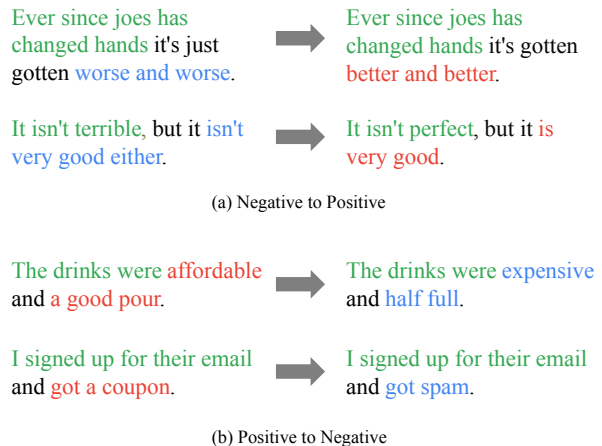 Ever since joes has
changed hands it's just
gotten worse and worse.
Ever since joes has
changed hands it's gotten
better and better.
It isn't terrible, but it isn't
very good either.
It isn't perfect, but it is
very good.
(a) Negative to Positive
The drinks were affordable
and a good pour.
The drinks were expensive
and half full.
I signed up for their email
and got a coupon.
I signed up for their email
and got spam.
(b) Positive to Negative